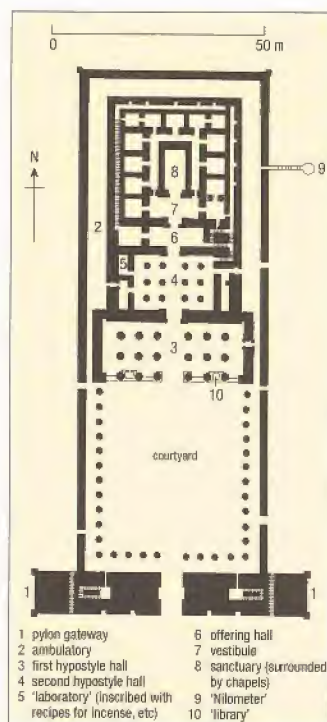 0 50 m
N
9
8
7
2
6
5
4
3
10
courtyard
1 1
1 pylon gateway
2 ambulatory
3 first hypostyle hall
4 second hypostyle hall
5 'laboratory' (inscribed with
recipes for incense, etc)
6 offering hall
7 vestibule
8 sanctuary (surrounded
by chapels)
9 'Nilometer'
10 'library'